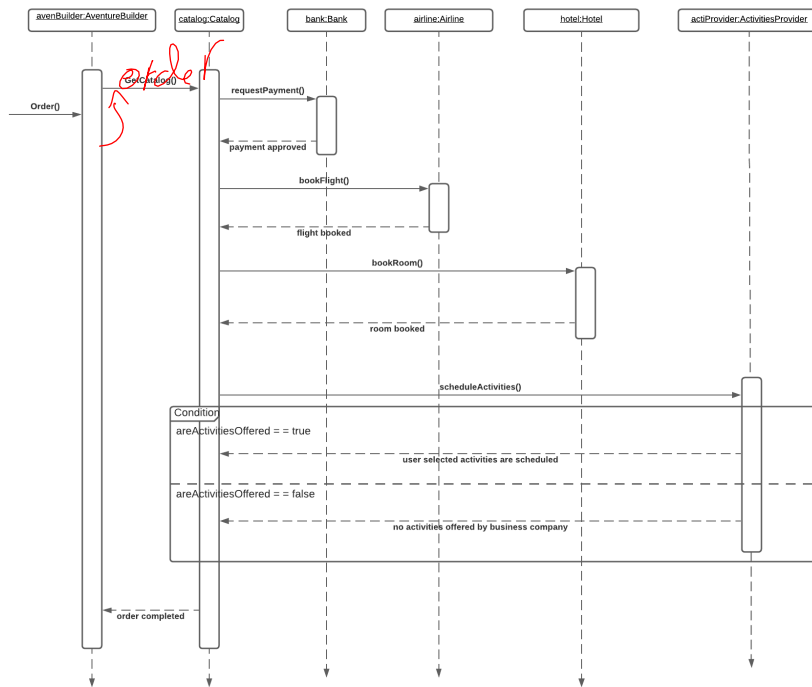 avenBuilder:AventureBuilder
catalog:Catalog
bank:Bank
airline:Airline
hotel:Hotel
actiProvider:ActivitiesProvider
order
GetCatalog()
requestPayment()
Order()
payment approved
bookFlight()
flight booked
bookRoom()
room booked
scheduleActivities()
Condition
areActivitiesOffered = = true
user selected activities are scheduled
areActivitiesOffered = = false
no activities offered by business company
order completed